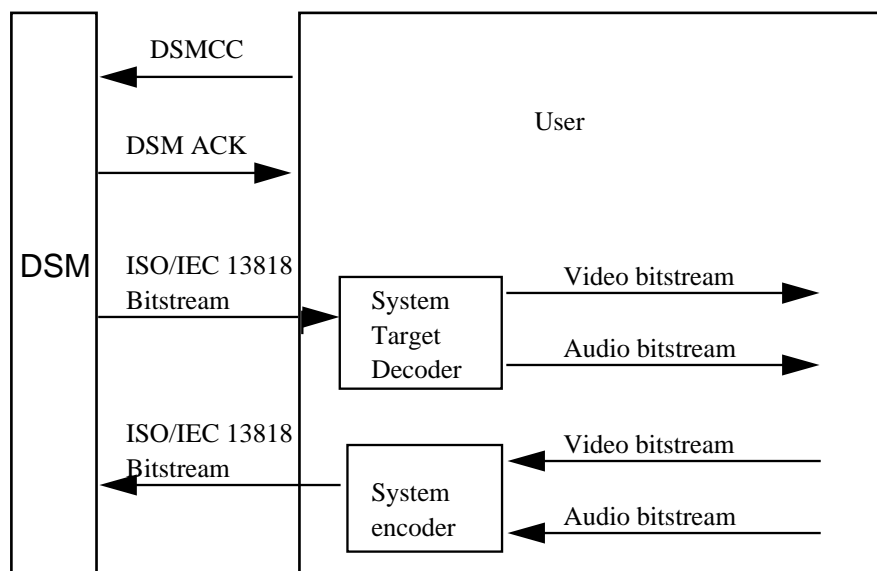 DSMCC
User
DSM ACK
DSM
ISO/IEC 13818
Bitstream
System
Target
Decoder
Video bitstream
Audio bitstream
ISO/IEC 13818
Bitstream
System
encoder
Video bitstream
Audio bitstream